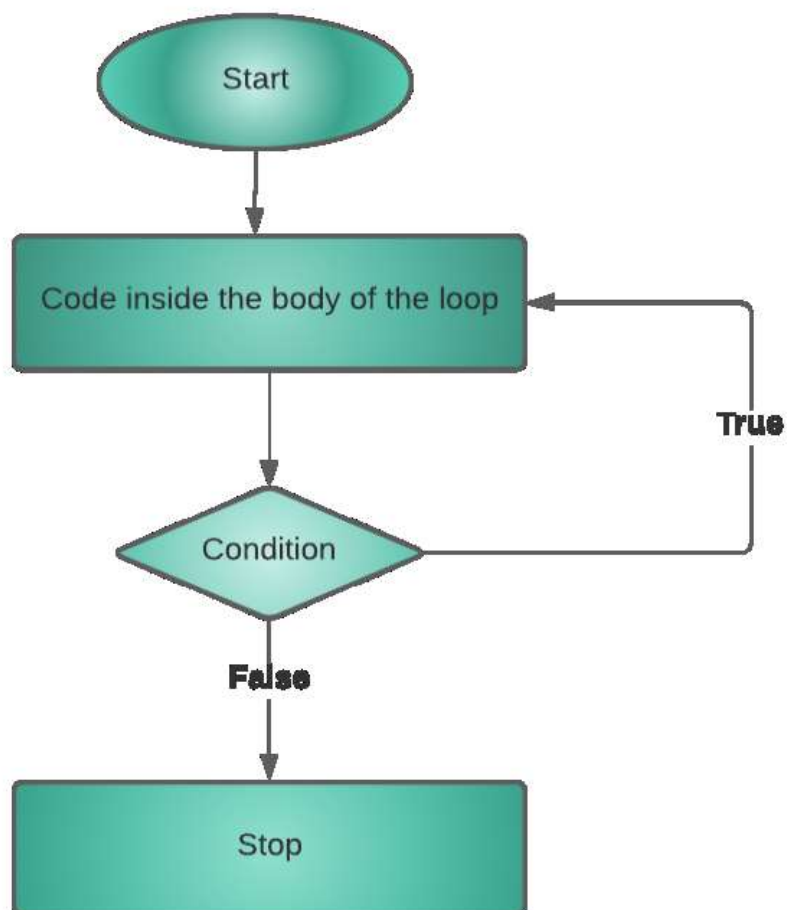 Start
Code inside the body of the loop
True
Condition
False
Stop